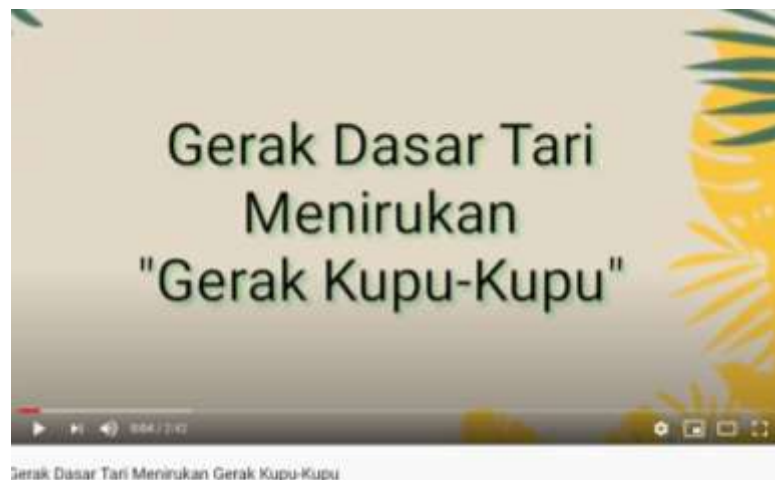 Gerak Dasar Tari
Menirukan
"Gerak Kupu-Kupu"
Gerak Dasar Tari Menirukan Gerak Kupu-Kupu